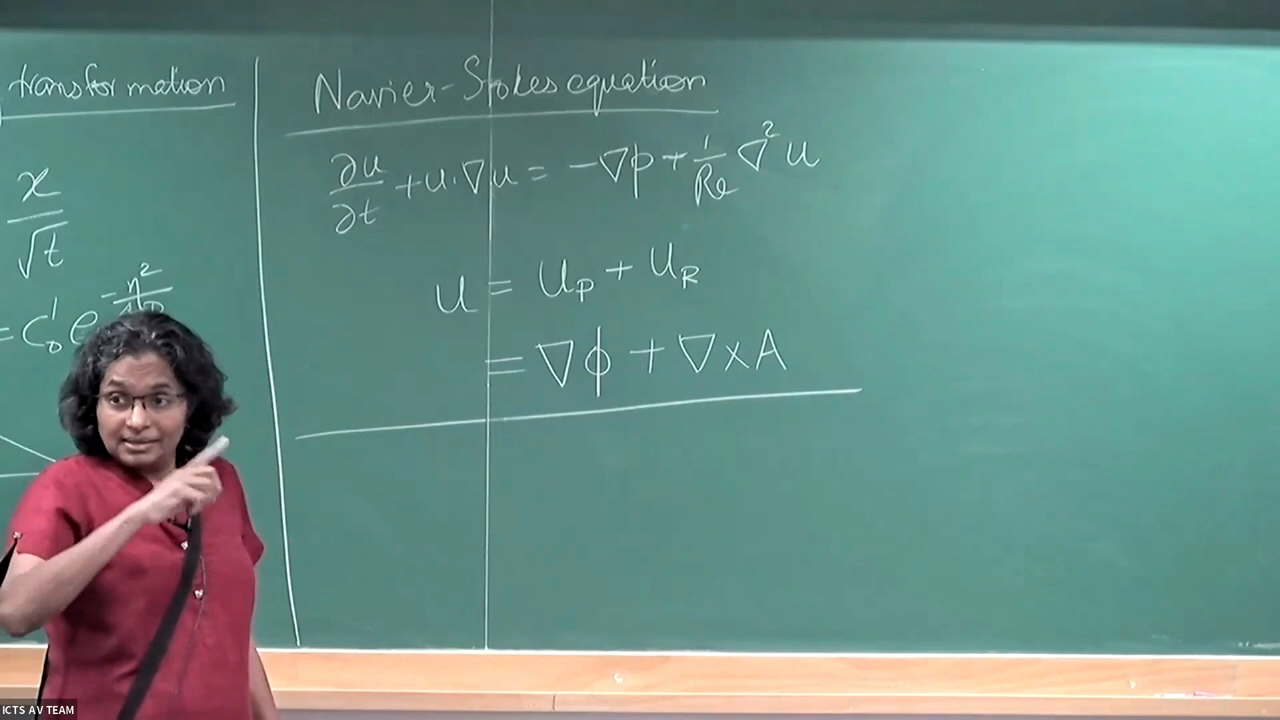 transformation
x
√t
= C₀' e
Navier-Stokes equation
∂u/∂t + u·∇u = -∇p + 1/Re ∇²u
u = u_P + u_R
= ∇ϕ + ∇×A
ICTS AV TEAM